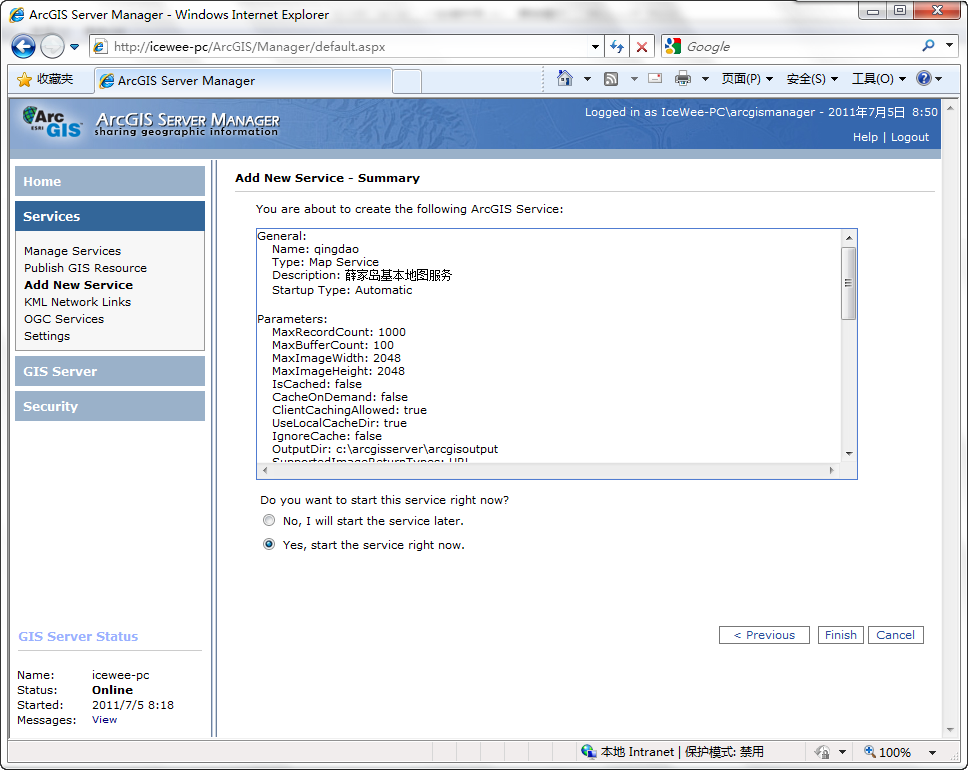 ArcGIS Server Manager - Windows Internet Explorer
http://icewee-pc/ArcGIS/Manager/default.aspx
Google
收藏夹
ArcGIS Server Manager
页面(P)
安全(S)
工具(O)
Arc
ESRI GIS
ArcGIS Server Manager
sharing geographic information
Logged in as IceWee-PC\arcgismanager - 2011年7月5日 8:50
Help | Logout
Home
Services
Manage Services
Publish GIS Resource
Add New Service
KML Network Links
OGC Services
Settings
GIS Server
Security
GIS Server Status
Name: icewee-pc
Status: Online
Started: 2011/7/5 8:18
Messages: View
Add New Service - Summary
You are about to create the following ArcGIS Service:
General:
Name: qingdao
Type: Map Service
Description: 薛家岛基本地图服务
Startup Type: Automatic
Parameters:
MaxRecordCount: 1000
MaxBufferCount: 100
MaxImageWidth: 2048
MaxImageHeight: 2048
IsCached: false
CacheOnDemand: false
ClientCachingAllowed: true
UseLocalCacheDir: true
IgnoreCache: false
OutputDir: c:\arcgisserver\arcgisoutput
SupportedImageReturnTypes: URL
Do you want to start this service right now?
No, I will start the service later.
Yes, start the service right now.
< Previous
Finish
Cancel
本地 Intranet | 保护模式: 禁用
100%